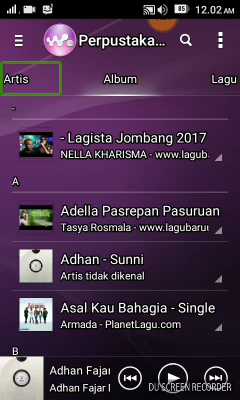 12.02 AM
Perpustaka...
Artis
Album
Lagu
-
- Lagista Jombang 2017
NELLA KHARISMA - www.lagub
A
Adella Pasrepan Pasuruan
Tasya Rosmala - www.lagubaru
Adhan - Sunni
Artis tidak dikenal
Asal Kau Bahagia - Single
Armada - PlanetLagu.com
B
Adhan Fajar
Adhan Fajar
DU SCREEN RECORDER